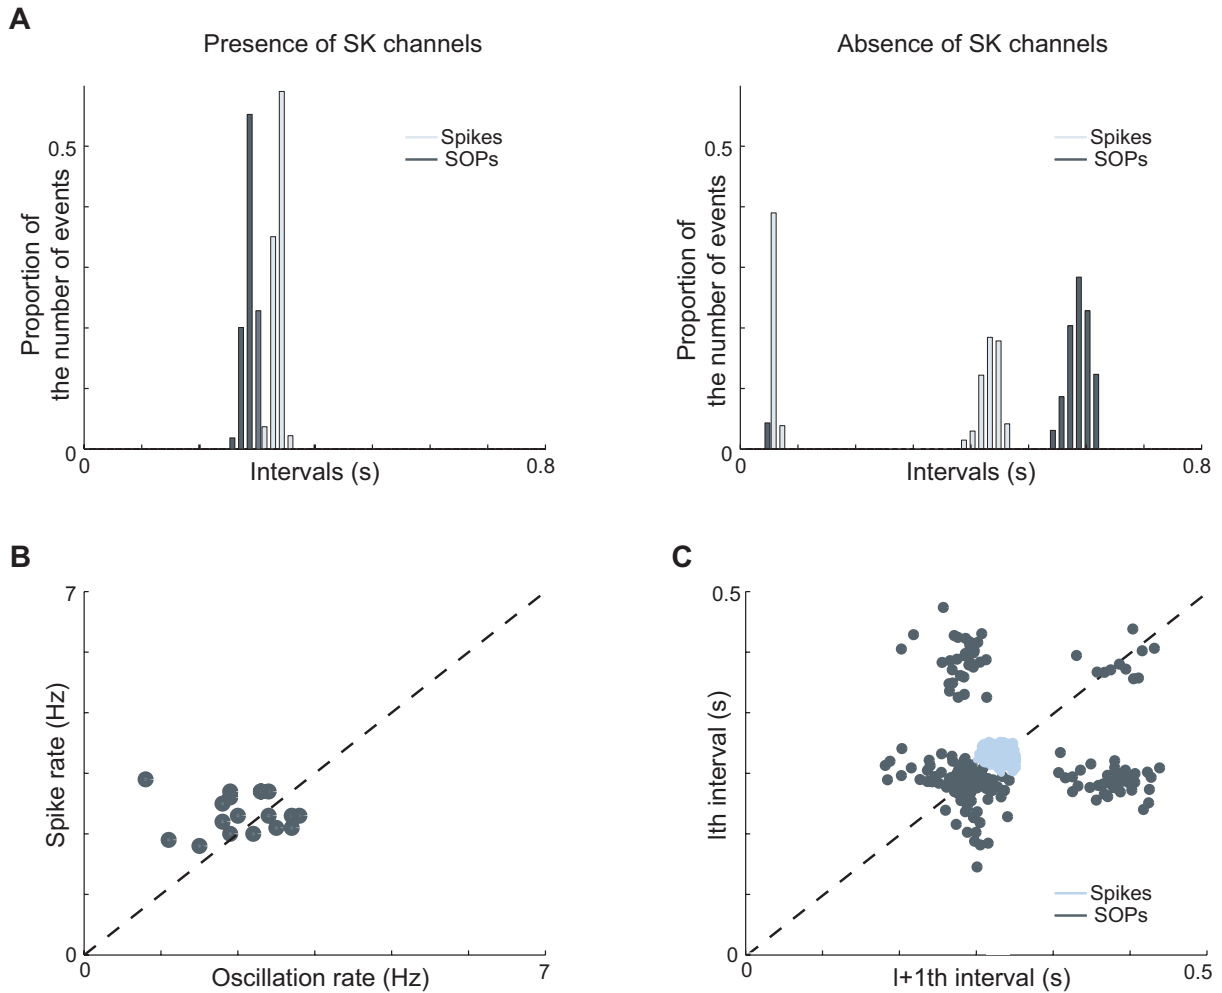 A
Presence of SK channels
Absence of SK channels
Proportion of
the number of events
0.5
0
Spikes
SOPs
0
Intervals (s)
0.8
Proportion of
the number of events
0.5
0
Spikes
SOPs
0
Intervals (s)
0.8
B
Spike rate (Hz)
7
0
0
Oscillation rate (Hz)
7
C
Ith interval (s)
0.5
0
Spikes
SOPs
0
I+1th interval (s)
0.5